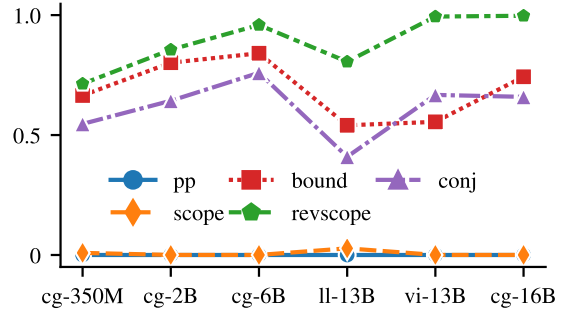 1.0
0.5
0
pp bound conj
scope revscope
cg-350M cg-2B cg-6B ll-13B vi-13B cg-16B